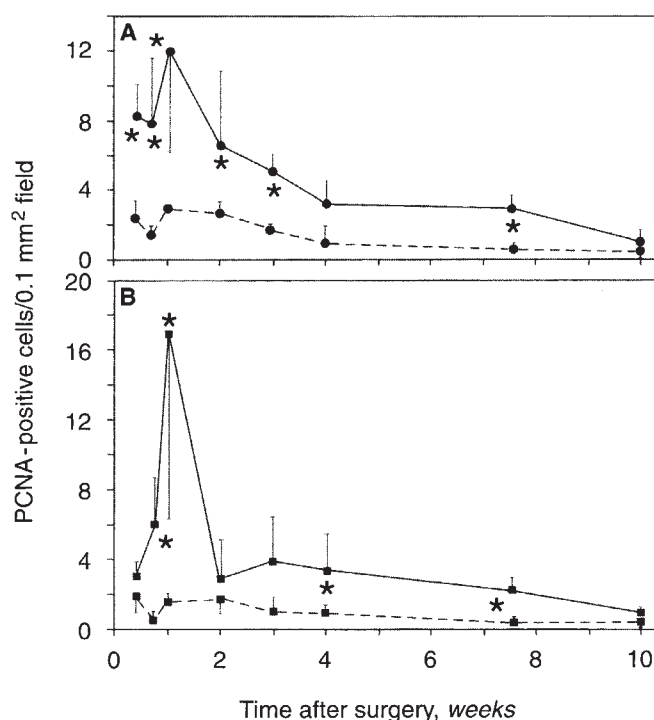 PCNA-positive cells/0.1 mm² field
A
12
8
4
0
* * * * * *
B
20
16
12
8
4
0
* * * *
0 2 4 6 8 10
Time after surgery, weeks